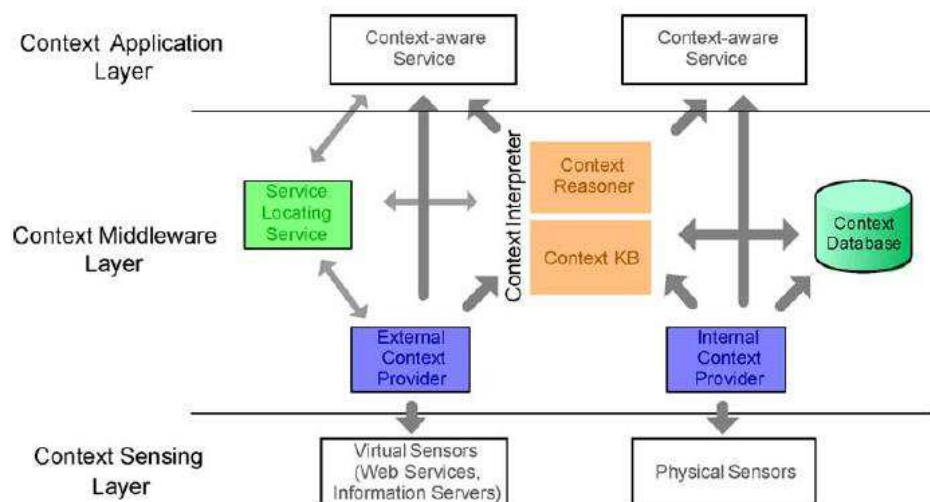 Context Application
Layer
Context-aware
Service
Context-aware
Service
Context Middleware
Layer
Service
Locating
Service
Context Interpreter
Context
Reasoner
Context KB
Context
Database
External
Context
Provider
Internal
Context
Provider
Context Sensing
Layer
Virtual Sensors
(Web Services,
Information Servers)
Physical Sensors